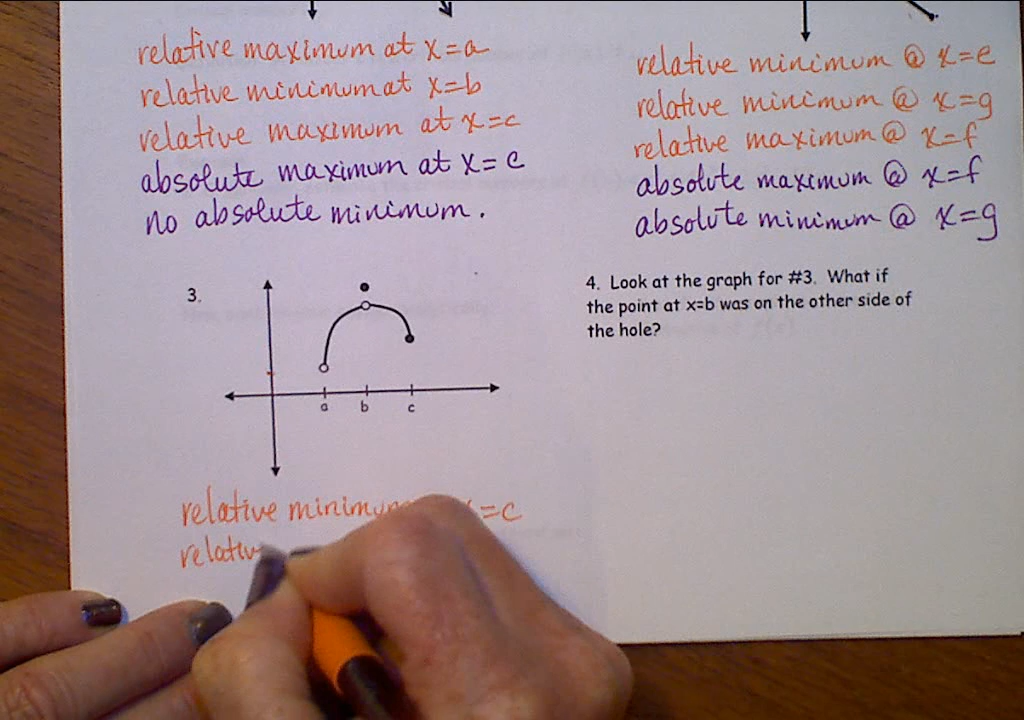 relative maximum at x=a
relative minimum at x=b
relative maximum at x=c
absolute maximum at x=c
no absolute minimum.
relative minimum @ x=e
relative minimum @ x=g
relative maximum @ x=f
absolute maximum @ x=f
absolute minimum @ x=g
3.
a b c
relative minimum =c
relativ
4. Look at the graph for #3. What if
the point at x=b was on the other side of
the hole?